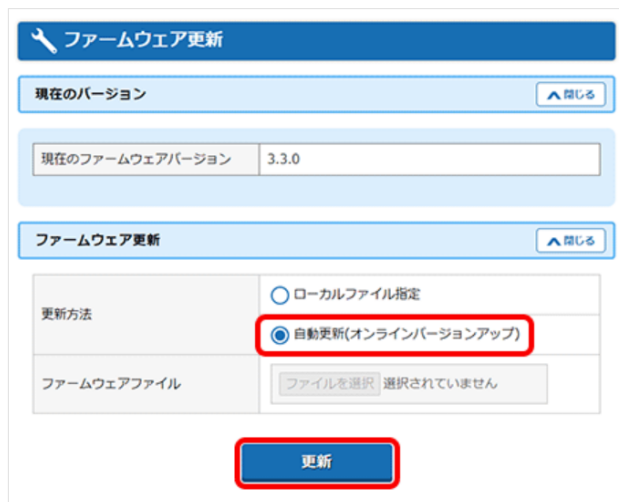 ファームウェア更新
現在のバージョン
閉じる
現在のファームウェアバージョン 3.3.0
ファームウェア更新
閉じる
更新方法
ローカルファイル指定
自動更新(オンラインバージョンアップ)
ファームウェアファイル
ファイルを選択 選択されていません
更新